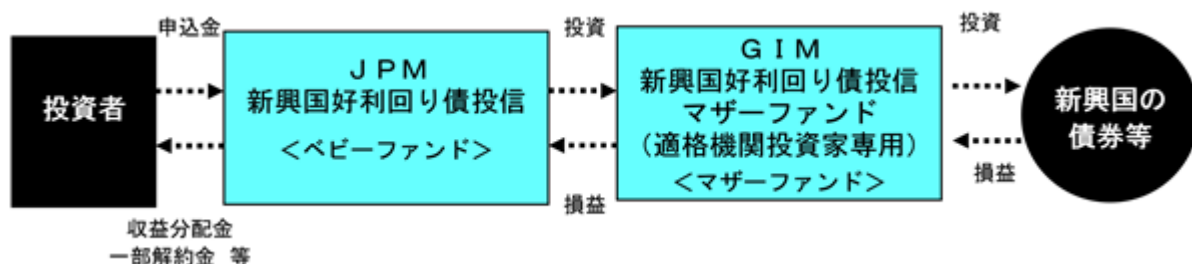 申込金
投資
投資
投資者
ＪＰＭ
新興国好利回り債投信
＜ベビーファンド＞
ＧＩＭ
新興国好利回り債投信
マザーファンド
（適格機関投資家専用）
＜マザーファンド＞
新興国の
債券等
収益分配金
一部解約金 等
損益
損益